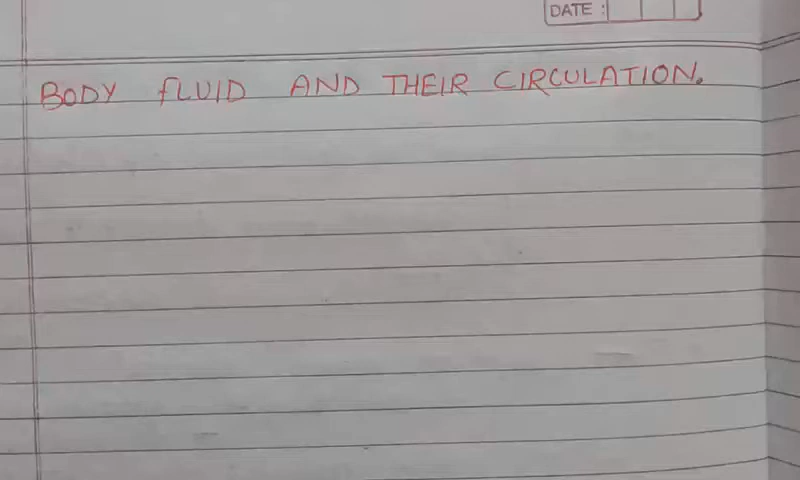 DATE :
BODY FLUID AND THEIR CIRCULATION.